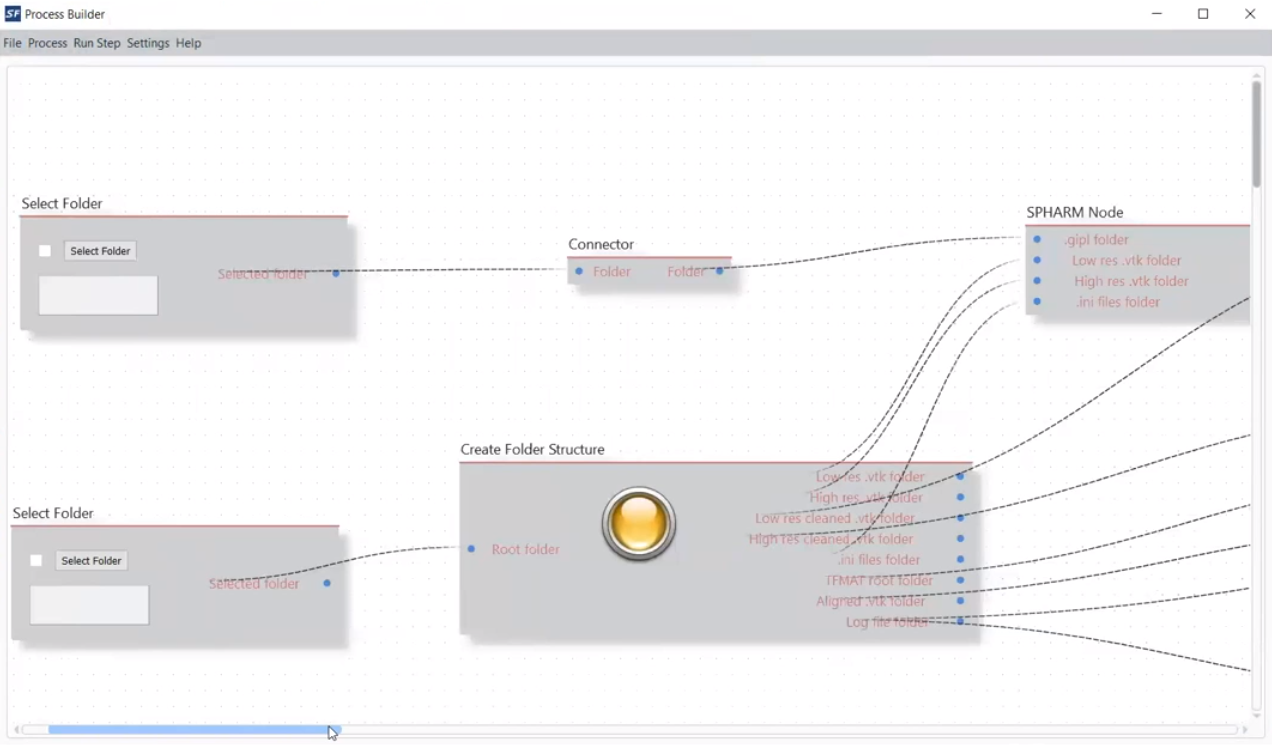 SF Process Builder
File Process Run Step Settings Help
Select Folder
Select Folder
Selected folder
Connector
Folder Folder
SPHARM Node
.gipl folder
Low res .vtk folder
High res .vtk folder
.ini files folder
Create Folder Structure
Root folder
Low res .vtk folder
High res .vtk folder
Low res cleaned .vtk folder
High res cleaned .vtk folder
.ini files folder
TFMAT root folder
Aligned .vtk folder
Log file folder
Select Folder
Select Folder
Selected folder